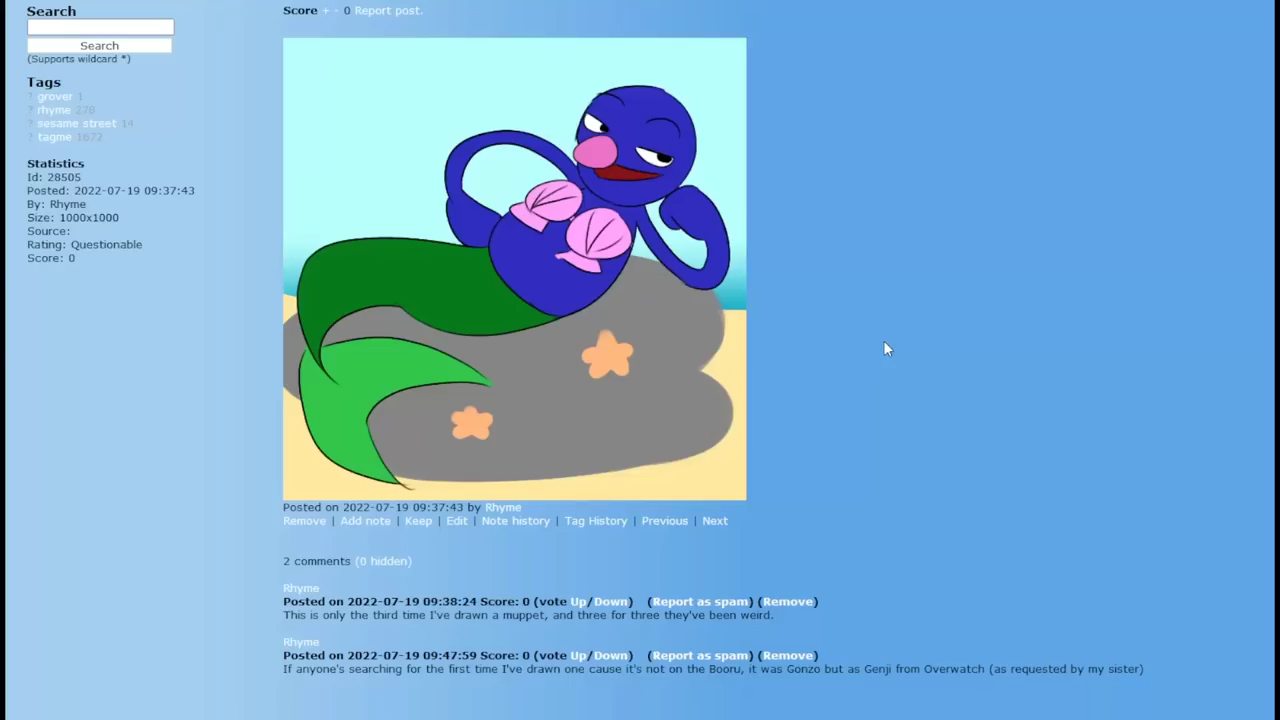 Search
Search
(Supports wildcard *)
Tags
? grover 1
? rhyme 278
? sesame street 14
? tagme 1672
Statistics
Id: 28505
Posted: 2022-07-19 09:37:43
By: Rhyme
Size: 1000x1000
Source:
Rating: Questionable
Score: 0
Score + - 0 Report post.
Posted on 2022-07-19 09:37:43 by Rhyme
Remove | Add note | Keep | Edit | Note history | Tag History | Previous | Next
2 comments (0 hidden)
Rhyme
Posted on 2022-07-19 09:38:24 Score: 0 (vote Up/Down) (Report as spam) (Remove)
This is only the third time I've drawn a muppet, and three for three they've been weird.
Rhyme
Posted on 2022-07-19 09:47:59 Score: 0 (vote Up/Down) (Report as spam) (Remove)
If anyone's searching for the first time I've drawn one cause it's not on the Booru, it was Gonzo but as Genji from Overwatch (as requested by my sister)